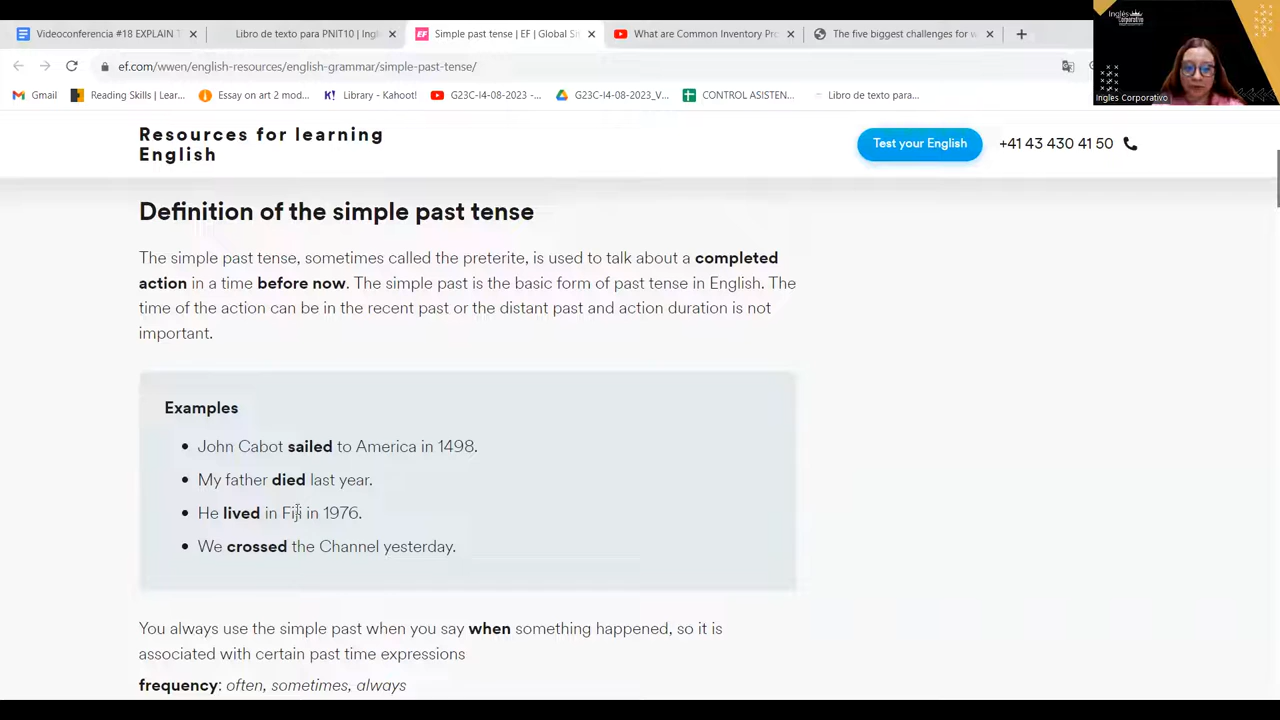 Videoconferencia #18 EXPLAIN T
Libro de texto para PNIT10 | Ingl
Simple past tense | EF | Global Si
What are Common Inventory Pro
The five biggest challenges for w
ef.com/wwen/english-resources/english-grammar/simple-past-tense/
Gmail
Reading Skills | Lear...
Essay on art 2 mod...
Library - Kahoot!
G23C-I4-08-2023 -...
G23C-I4-08-2023_V...
CONTROL ASISTEN...
Libro de texto para...
Inglés
Corporativo
Ingles Corporativo
Resources for learning
English
Test your English
+41 43 430 41 50
Definition of the simple past tense
The simple past tense, sometimes called the preterite, is used to talk about a completed
action in a time before now. The simple past is the basic form of past tense in English. The
time of the action can be in the recent past or the distant past and action duration is not
important.
Examples
John Cabot sailed to America in 1498.
My father died last year.
He lived in Fiji in 1976.
We crossed the Channel yesterday.
You always use the simple past when you say when something happened, so it is
associated with certain past time expressions
frequency: often, sometimes, always